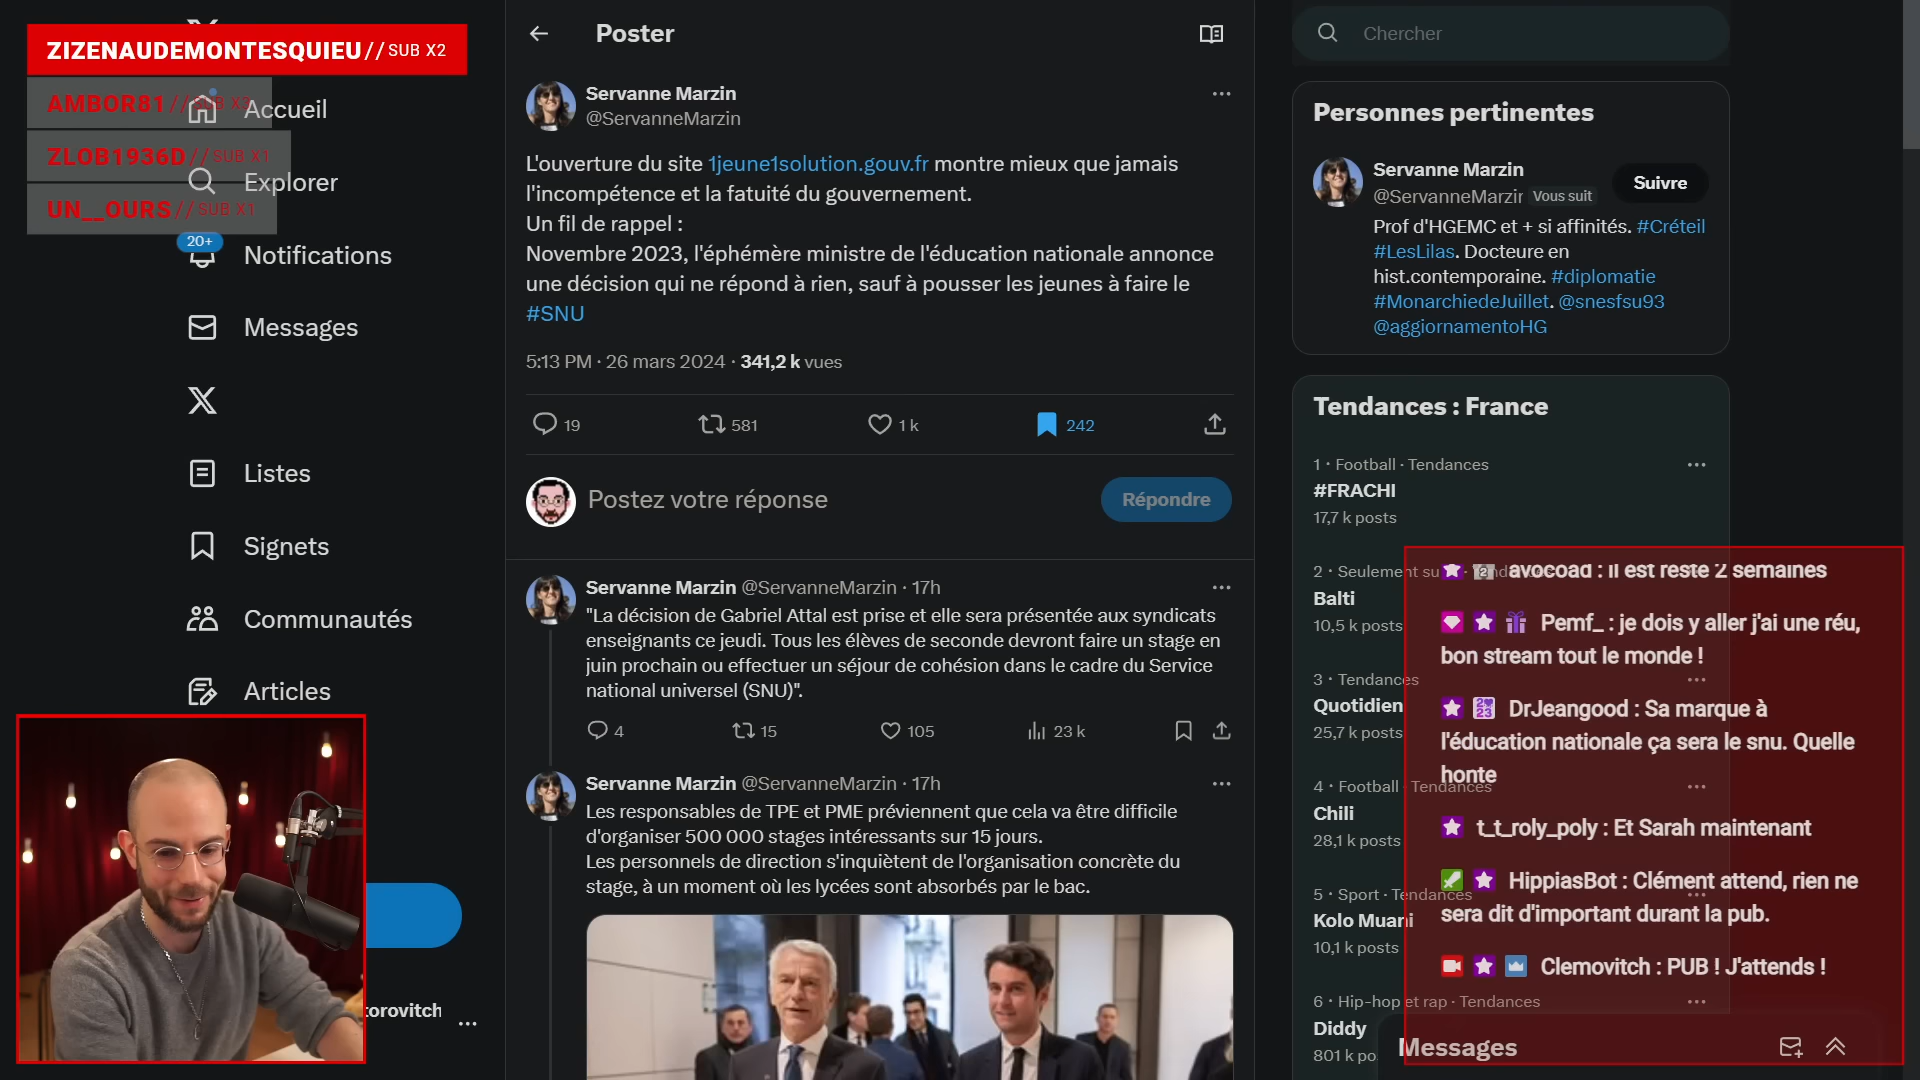 ZIZENAUDEMONTESQUIEU//SUB X2
AMBOR81//SUB X3
ZLOB1936D//SUB X1
UN__OURS//SUB X1
Accueil
Explorer
20+
Notifications
Messages
Listes
Signets
Communautés
Articles
torovitch
Poster
Servanne Marzin
@ServanneMarzin
L'ouverture du site 1jeune1solution.gouv.fr montre mieux que jamais
l'incompétence et la fatuité du gouvernement.
Un fil de rappel :
Novembre 2023, l'éphémère ministre de l'éducation nationale annonce
une décision qui ne répond à rien, sauf à pousser les jeunes à faire le
#SNU
5:13 PM · 26 mars 2024 · 341,2 k vues
19 581 1 k 242
Postez votre réponse
Répondre
Servanne Marzin @ServanneMarzin · 17h
"La décision de Gabriel Attal est prise et elle sera présentée aux syndicats
enseignants ce jeudi. Tous les élèves de seconde devront faire un stage en
juin prochain ou effectuer un séjour de cohésion dans le cadre du Service
national universel (SNU)".
4 15 105 23 k
Servanne Marzin @ServanneMarzin · 17h
Les responsables de TPE et PME préviennent que cela va être difficile
d'organiser 500 000 stages intéressants sur 15 jours.
Les personnels de direction s'inquiètent de l'organisation concrète du
stage, à un moment où les lycées sont absorbés par le bac.
Chercher
Personnes pertinentes
Servanne Marzin
@ServanneMarzir Vous suit
Suivre
Prof d'HGEMC et + si affinités. #Créteil
#LesLilas. Docteure en
hist.contemporaine. #diplomatie
#MonarchiedeJuillet. @snesfsu93
@aggiornamentoHG
Tendances : France
1 · Football · Tendances
#FRACHI
17,7 k posts
2 · Seulement su
Balti
10,5 k posts
3 · Tendances
Quotidien
25,7 k posts
4 · Football · Tendances
Chili
28,1 k posts
5 · Sport · Tendances
Kolo Muani
10,1 k posts
6 · Hip-hop et rap · Tendances
Diddy
801 k po
avocoad : il est reste 2 semaines
Pemf_ : je dois y aller j'ai une réu,
bon stream tout le monde !
DrJeangood : Sa marque à
l'éducation nationale ça sera le snu. Quelle
honte
t_t_roly_poly : Et Sarah maintenant
HippiasBot : Clément attend, rien ne
sera dit d'important durant la pub.
Clemovitch : PUB ! J'attends !
Messages